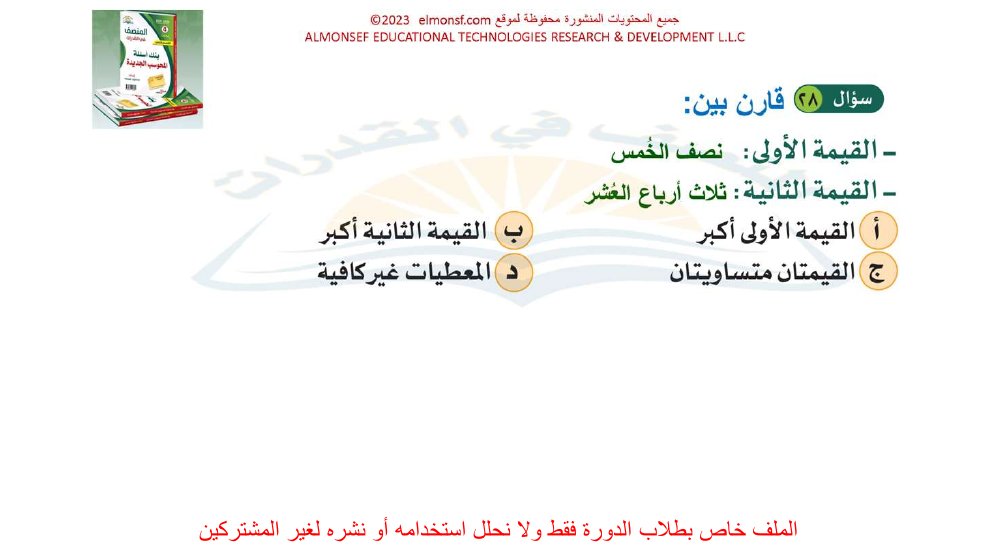 جميع المحتويات المنشورة محفوظة لموقع elmonsf.com ©2023
ALMONSEF EDUCATIONAL TECHNOLOGIES RESEARCH & DEVELOPMENT L.L.C
المنصف
بنك أسئلة
المحوسب الجديدة
سؤال ٢٨ قارن بين:
– القيمة الأولى: نصف الخُمس
– القيمة الثانية: ثلاث أرباع العُشر
أ القيمة الأولى أكبر ب القيمة الثانية أكبر
ج القيمتان متساويتان د المعطيات غير كافية
الملف خاص بطلاب الدورة فقط ولا نحلل استخدامه أو نشره لغير المشتركين